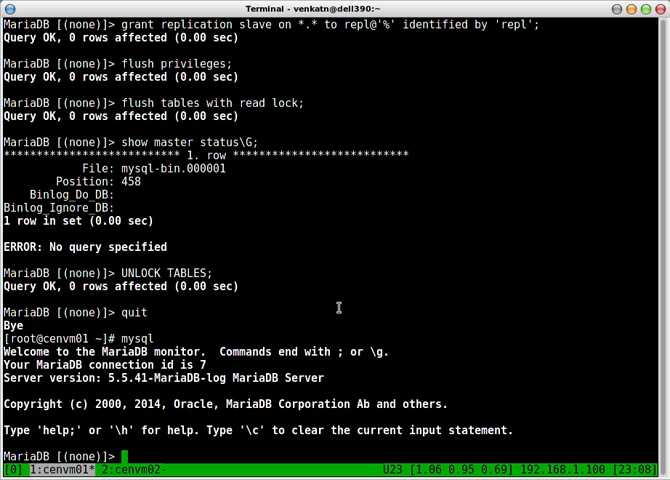 Terminal - venkatn@dell390:~
MariaDB [(none)]> grant replication slave on *.* to repl@'%' identified by 'repl';
Query OK, 0 rows affected (0.00 sec)
MariaDB [(none)]> flush privileges;
Query OK, 0 rows affected (0.00 sec)
MariaDB [(none)]> flush tables with read lock;
Query OK, 0 rows affected (0.00 sec)
MariaDB [(none)]> show master status\G;
*************************** 1. row ***************************
File: mysql-bin.000001
Position: 458
Binlog_Do_DB:
Binlog_Ignore_DB:
1 row in set (0.00 sec)
ERROR: No query specified
MariaDB [(none)]> UNLOCK TABLES;
Query OK, 0 rows affected (0.00 sec)
MariaDB [(none)]> quit
Bye
[root@cenvm01 ~]# mysql
Welcome to the MariaDB monitor.  Commands end with ; or \g.
Your MariaDB connection id is 7
Server version: 5.5.41-MariaDB-log MariaDB Server
Copyright (c) 2000, 2014, Oracle, MariaDB Corporation Ab and others.
Type 'help;' or '\h' for help. Type '\c' to clear the current input statement.
MariaDB [(none)]>
[0] 1:cenvm01* 2:cenvm02- U23 [1.06 0.95 0.69] 192.168.1.100 [23:08]